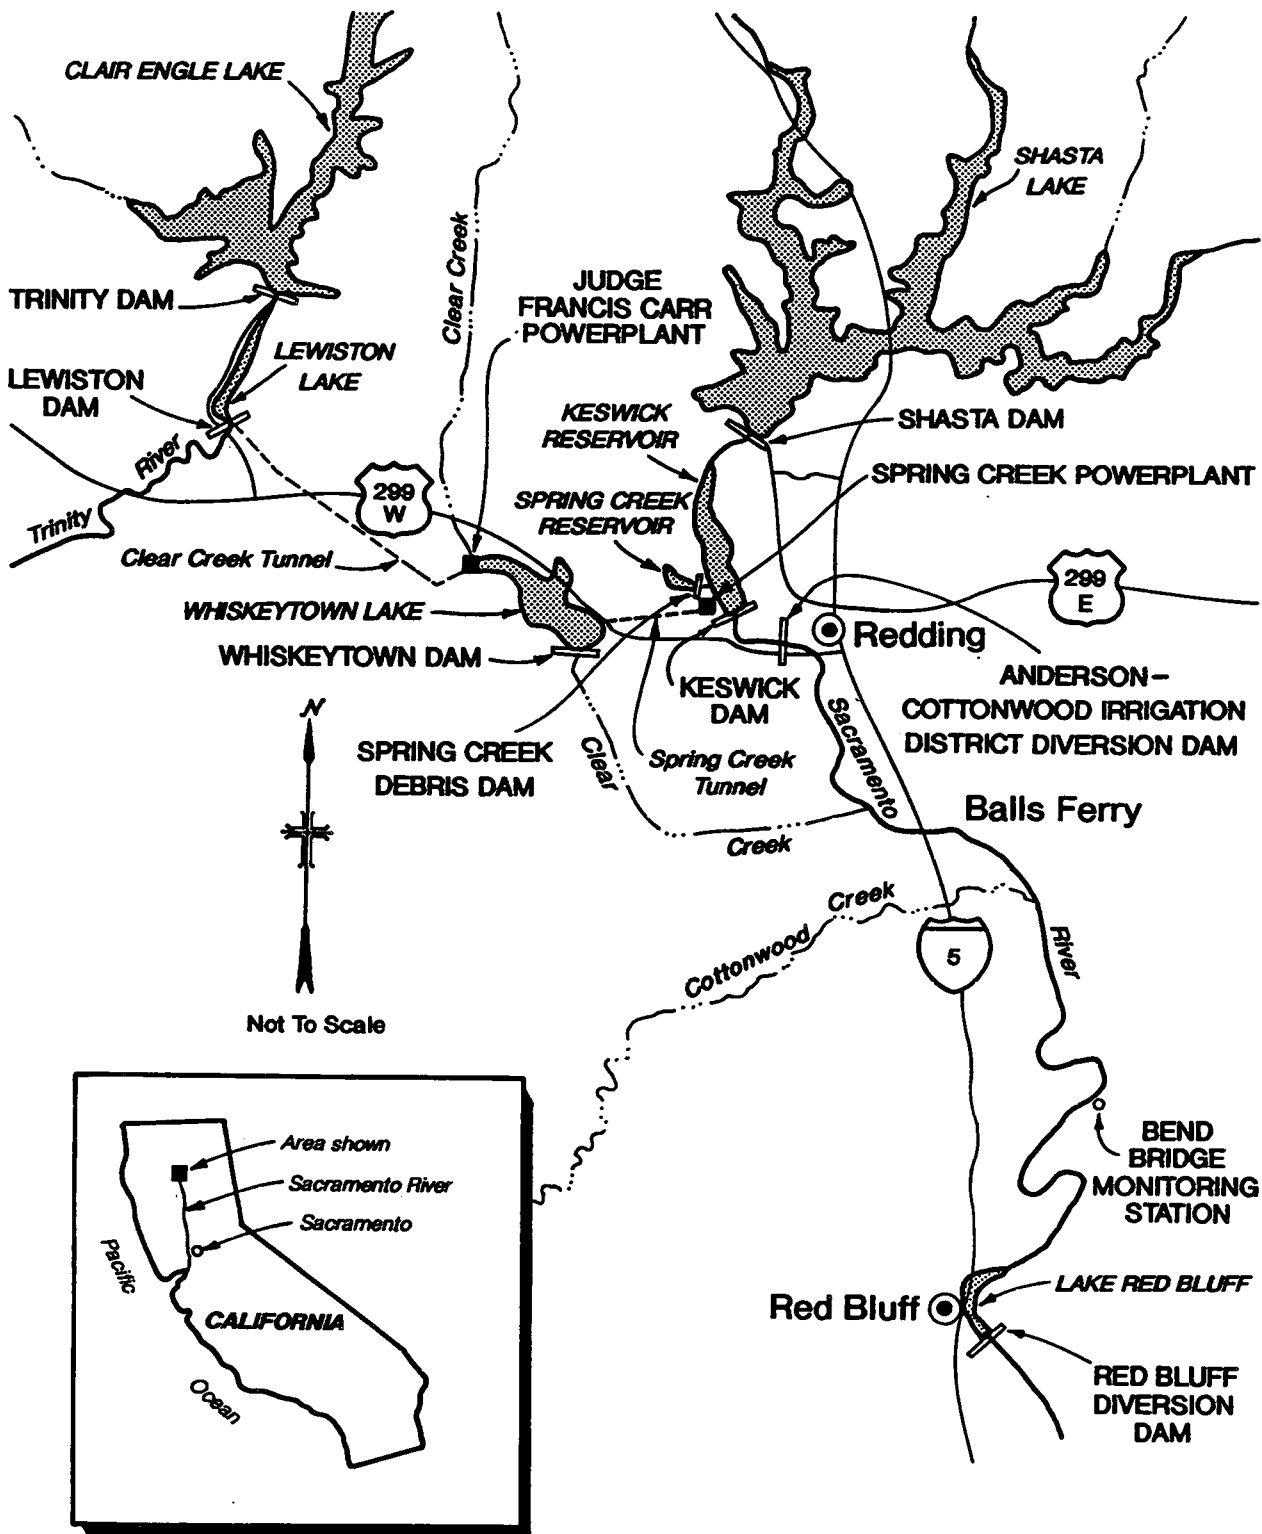 CLAIR ENGLE LAKE
SHASTA
LAKE
Clear Creek
TRINITY DAM
JUDGE
FRANCIS CARR
POWERPLANT
LEWISTON
LAKE
LEWISTON
DAM
KESWICK
RESERVOIR
SHASTA DAM
River
Trinity
299
W
SPRING CREEK
RESERVOIR
SPRING CREEK POWERPLANT
Clear Creek Tunnel
299
E
WHISKEYTOWN LAKE
Redding
WHISKEYTOWN DAM
KESWICK
DAM
ANDERSON-
COTTONWOOD IRRIGATION
DISTRICT DIVERSION DAM
N
SPRING CREEK
DEBRIS DAM
Clear
Creek
Spring Creek
Tunnel
Sacramento
River
Balls Ferry
Cottonwood
Creek
5
Not To Scale
BEND
BRIDGE
MONITORING
STATION
Area shown
Sacramento River
Sacramento
Pacific
Ocean
CALIFORNIA
LAKE RED BLUFF
Red Bluff
RED BLUFF
DIVERSION
DAM